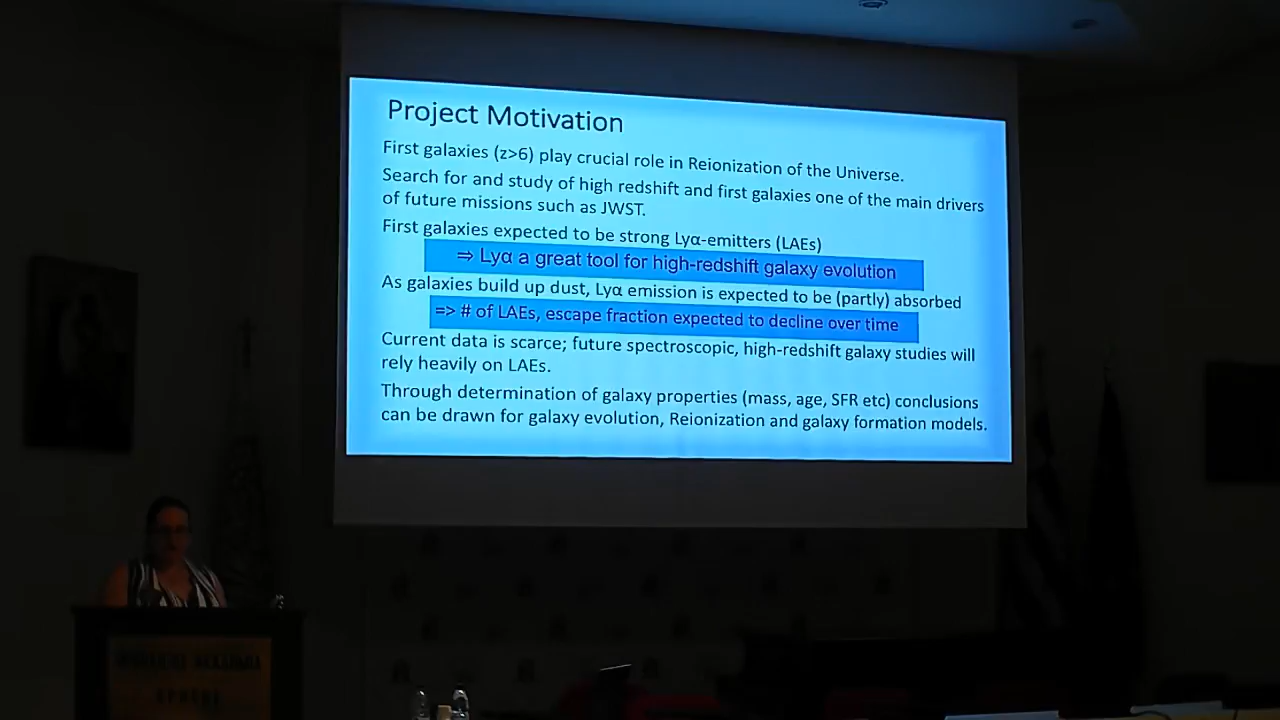 Project Motivation
First galaxies (z>6) play crucial role in Reionization of the Universe.
Search for and study of high redshift and first galaxies one of the main drivers
of future missions such as JWST.
First galaxies expected to be strong Lyα-emitters (LAEs)
⇒ Lyα a great tool for high-redshift galaxy evolution
As galaxies build up dust, Lyα emission is expected to be (partly) absorbed
=> # of LAEs, escape fraction expected to decline over time
Current data is scarce; future spectroscopic, high-redshift galaxy studies will
rely heavily on LAEs.
Through determination of galaxy properties (mass, age, SFR etc) conclusions
can be drawn for galaxy evolution, Reionization and galaxy formation models.